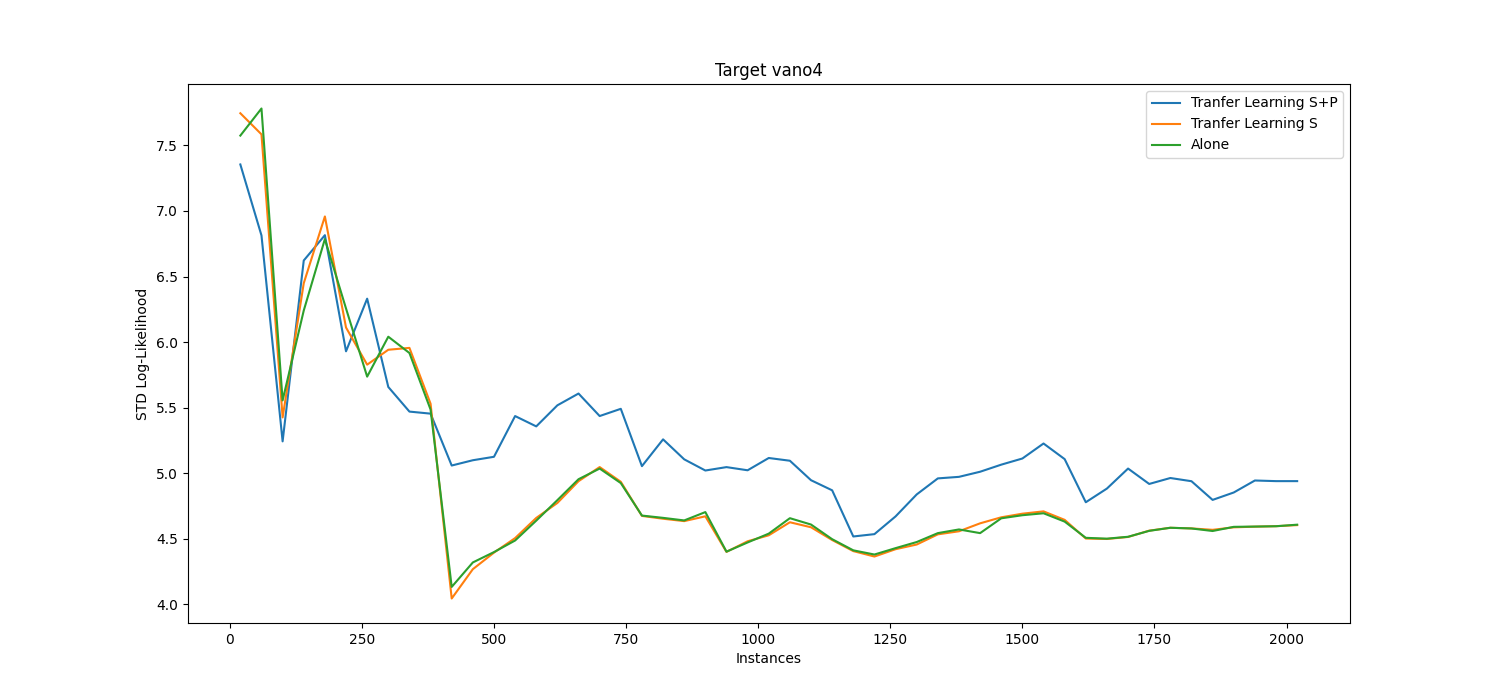 Target vano4
Tranfer Learning S+P
Tranfer Learning S
Alone
STD Log-Likelihood
7.5
7.0
6.5
6.0
5.5
5.0
4.5
4.0
0 250 500 750 1000 1250 1500 1750 2000
Instances